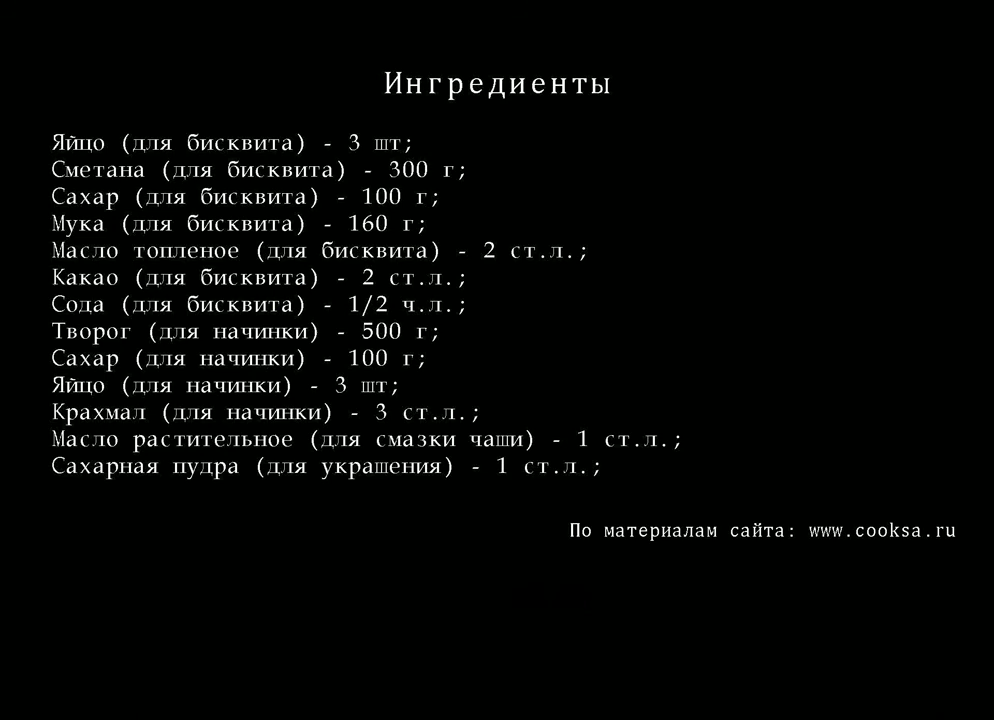 Ингредиенты
Яйцо (для бисквита) - 3 шт;
Сметана (для бисквита) - 300 г;
Сахар (для бисквита) - 100 г;
Мука (для бисквита) - 160 г;
Масло топленое (для бисквита) - 2 ст.л.;
Какао (для бисквита) - 2 ст.л.;
Сода (для бисквита) - 1/2 ч.л.;
Творог (для начинки) - 500 г;
Сахар (для начинки) - 100 г;
Яйцо (для начинки) - 3 шт;
Крахмал (для начинки) - 3 ст.л.;
Масло растительное (для смазки чаши) - 1 ст.л.;
Сахарная пудра (для украшения) - 1 ст.л.;
По материалам сайта: www.cooksa.ru